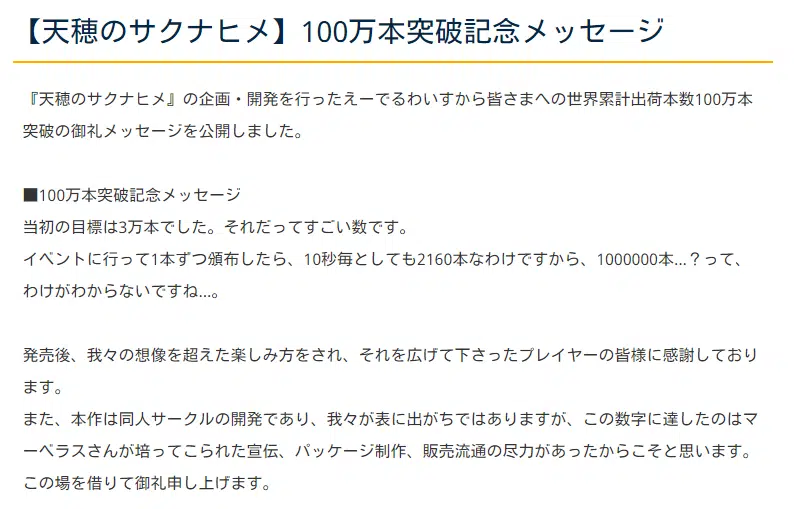 【天穂のサクナヒメ】100万本突破記念メッセージ
『天穂のサクナヒメ』の企画・開発を行ったえーでるわいすから皆さまへの世界累計出荷本数100万本
突破の御礼メッセージを公開しました。
■100万本突破記念メッセージ
当初の目標は3万本でした。それだってすごい数です。
イベントに行って1本ずつ頒布したら、10秒毎としても2160本なわけですから、1000000本…？って、
わけがわからないですね…。
発売後、我々の想像を超えた楽しみ方をされ、それを広げて下さったプレイヤーの皆様に感謝しており
ます。
また、本作は同人サークルの開発であり、我々が表に出がちではありますが、この数字に達したのはマ
ーベラスさんが培ってこられた宣伝、パッケージ制作、販売流通の尽力があったからこそと思います。
この場を借りて御礼申し上げます。